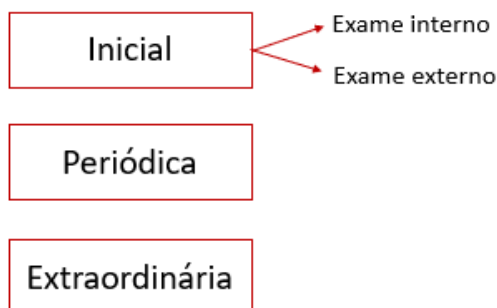 Inicial
Exame interno
Exame externo
Periódica
Extraordinária